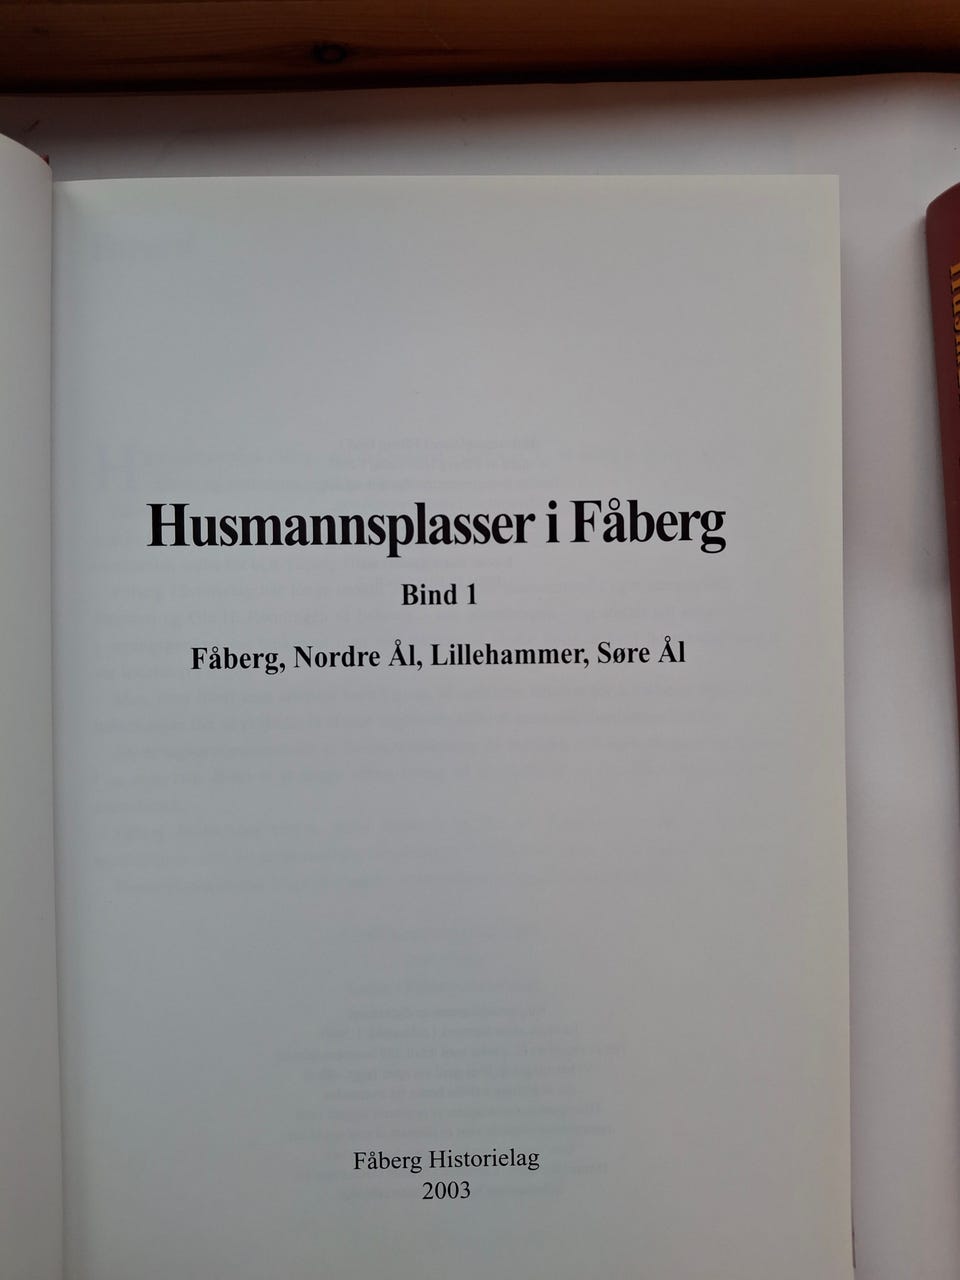 Husmannsplasser i Fåberg
Bind 1
Fåberg, Nordre Ål, Lillehammer, Søre Ål
Fåberg Historielag
2003